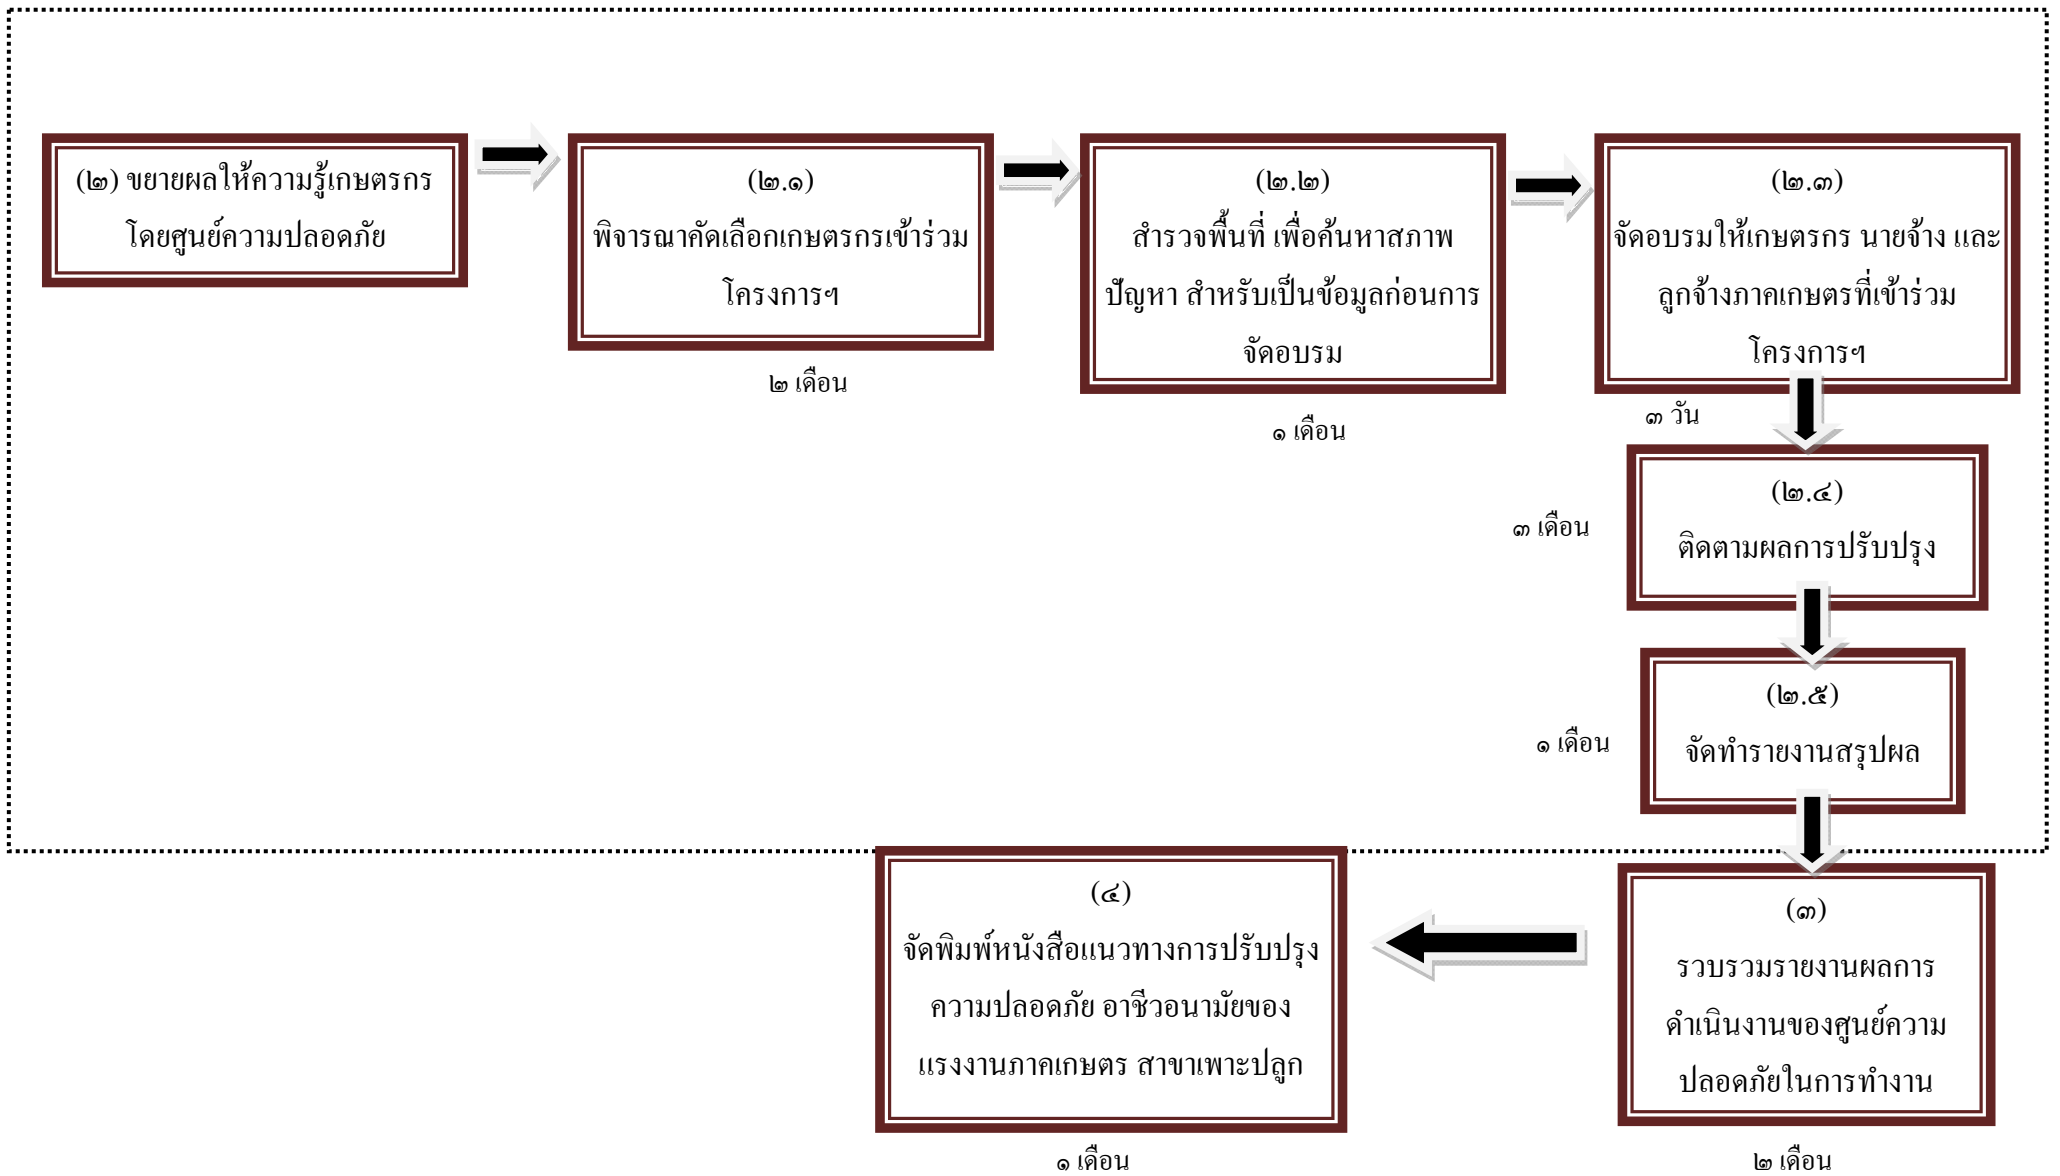 (๒) ขยายผลให้ความรู้เกษตรกร
โดยศูนย์ความปลอดภัย
(๒.๑)
พิจารณาคัดเลือกเกษตรกรเข้าร่วม
โครงการฯ
๒ เดือน
(๒.๒)
สำรวจพื้นที่ เพื่อค้นหาสภาพ
ปัญหา สำหรับเป็นข้อมูลก่อนการ
จัดอบรม
๑ เดือน
(๒.๓)
จัดอบรมให้เกษตรกร นายจ้าง และ
ลูกจ้างภาคเกษตรที่เข้าร่วม
โครงการฯ
๓ วัน
(๒.๔)
ติดตามผลการปรับปรุง
๓ เดือน
(๒.๕)
จัดทำรายงานสรุปผล
๑ เดือน
(๓)
รวบรวมรายงานผลการ
ดำเนินงานของศูนย์ความ
ปลอดภัยในการทำงาน
๒ เดือน
(๔)
จัดพิมพ์หนังสือแนวทางการปรับปรุง
ความปลอดภัย อาชีวอนามัยของ
แรงงานภาคเกษตร สาขาเพาะปลูก
๑ เดือน